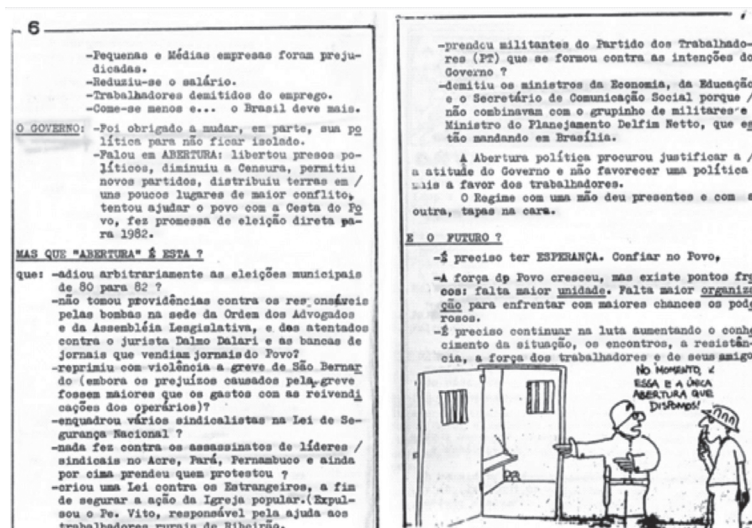 6
-Pequenas e Médias empresas foram preju-
dicadas.
-Reduziu-se o salário.
-Trabalhadores demitidos do emprego.
-Come-se menos e... o Brasil deve mais.
O GOVERNO: -Foi obrigado a mudar, em parte, sua po
lítica para não ficar isolado.
-Falou em ABERTURA: libertou presos po-
líticos, diminuiu a Censura, permitiu
novos partidos, distribuiu terras em /
uns poucos lugares de maior conflito,
tentou ajudar o povo com a Cesta do Po
vo, fez promessa de eleição direta pa-
ra 1982.
MAS QUE "ABERTURA" É ESTA ?
que: -adiou arbitrariamente as eleições municipais
de 80 para 82 ?
-não tomou providências contra os responsáveis
pelas bombas na sede da Ordem dos Advogados
e da Assembléia Lesgislativa, e dos atentados
contra o jurista Dalmo Dalari e as bancas de
jornais que vendiam jornais do Povo?
-reprimiu com violência a greve de São Bernar
do (embora os prejuízos causados pela greve
fossem maiores que os gastos com as reivendi
cações dos operários)?
-enquadrou vários sindicalistas na Lei de Se-
gurança Nacional ?
-nada fez contra os assassinatos de líderes /
sindicais no Acre, Pará, Pernambuco e ainda
por cima prendeu quem protestou ?
-criou uma Lei contra os Estrangeiros, a fim
de segurar a ação da Igreja popular.(Expul-
sou o Pe. Vito, responsável pela ajuda aos
trabalhadores rurais de Ribeirão.
-prendeu militantes do Partido dos Trabalhado-
res (PT) que se formou contra as intenções do
Governo ?
-demitiu os ministros da Economia, da Educação
e o Secretário de Comunicação Social porque /
não combinavam com o grupinho de militares e
Ministro do Planejamento Delfim Netto, que es
tão mandando em Brasília.
A Abertura política procurou justificar a /
a atitude do Governo e não favorecer uma política
mais a favor dos trabalhadores.
O Regime com uma mão deu presentes e com a
outra, tapas na cara.
E O FUTURO ?
-É preciso ter ESPERANÇA. Confiar no Povo,
-A força do Povo cresceu, mas existe pontos fra
cos: falta maior unidade. Falta maior organiza
ção para enfrentar com maiores chances os pode
rosos.
-É preciso continuar na luta aumentando o conhe
cimento da situação, os encontros, a resistên-
cia, a força dos trabalhadores e de seus amigo
NO MOMENTO,
ESSA É A ÚNICA
ABERTURA QUE
DISPOMOS!